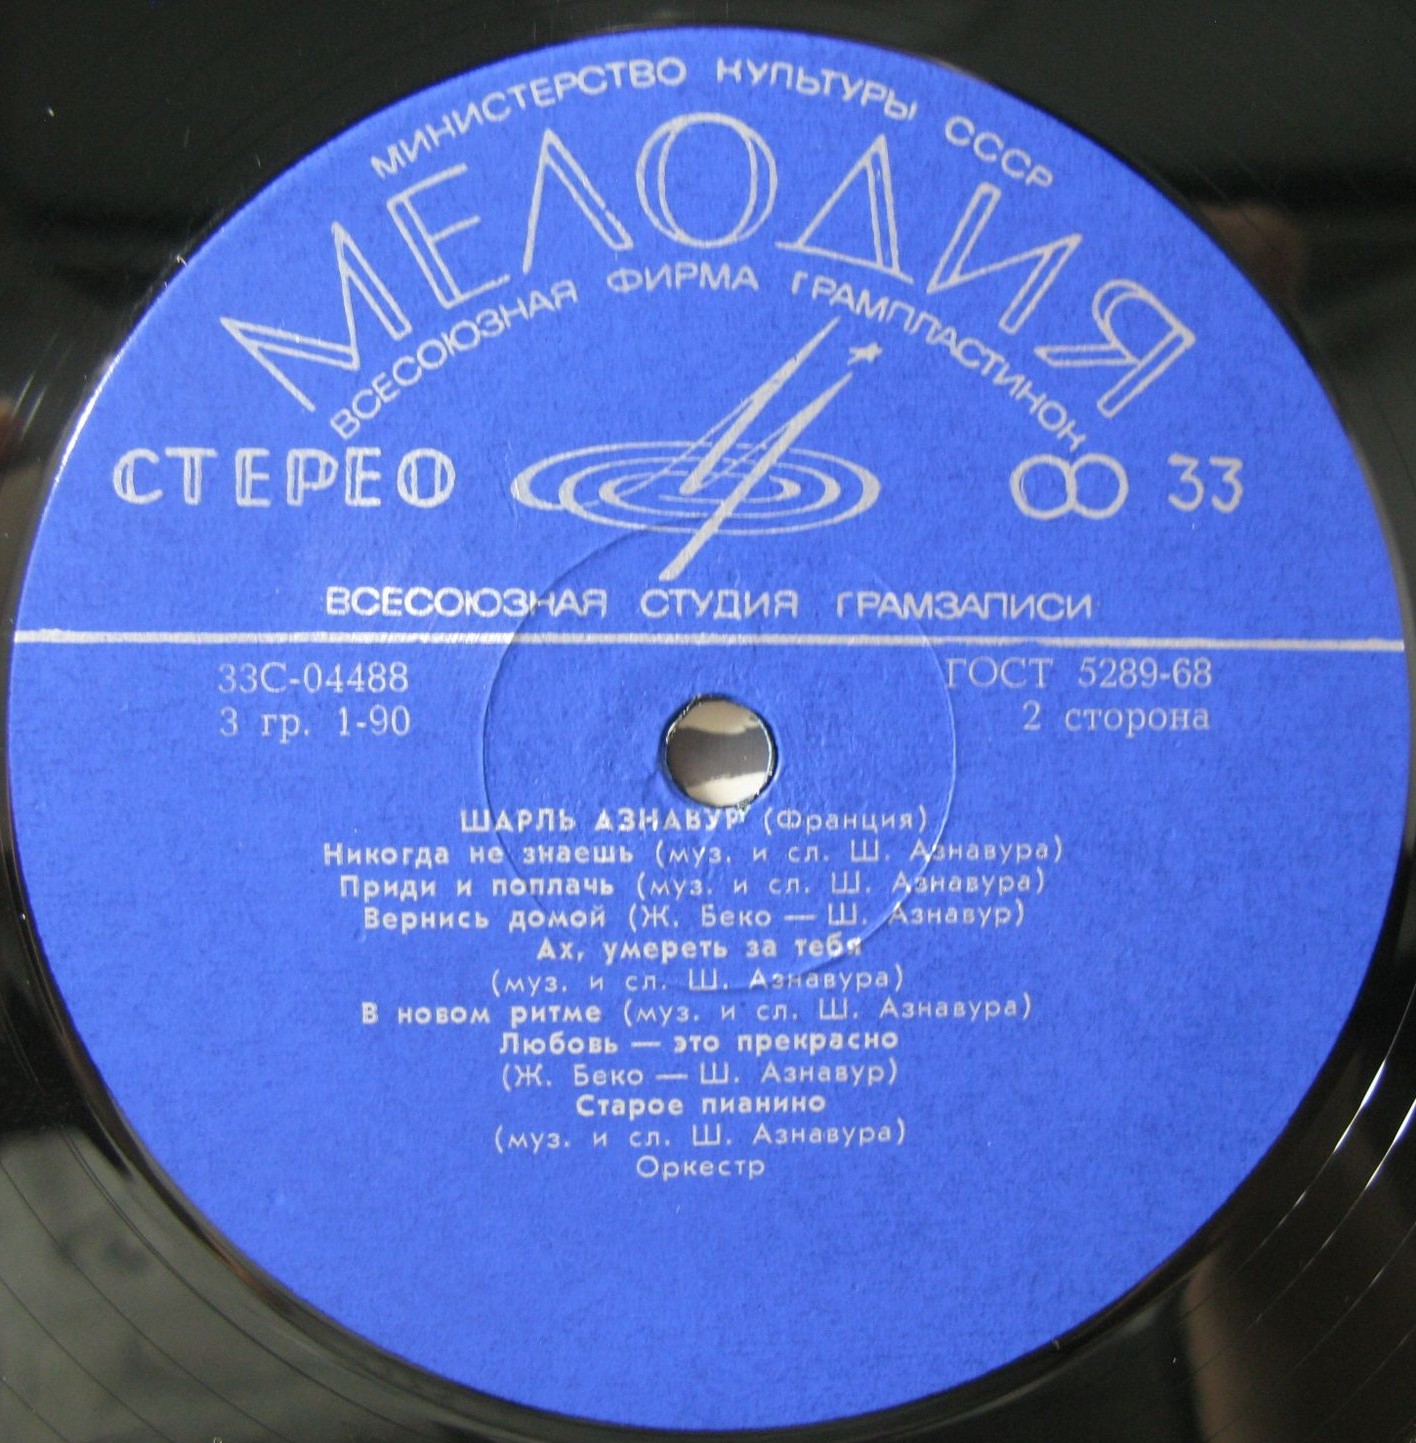 МИНИСТЕРСТВО КУЛЬТУРЫ СССР
МЕЛОДИЯ
ВСЕСОЮЗНАЯ ФИРМА ГРАМПЛАСТИНОК
СТЕРЕО 33
ВСЕСОЮЗНАЯ СТУДИЯ ГРАМЗАПИСИ
33С-04488 ГОСТ 5289-68
3 гр. 1-90 2 сторона
ШАРЛЬ АЗНАВУР (Франция)
Никогда не знаешь (муз. и сл. Ш. Азнавура)
Приди и поплачь (муз. и сл. Ш. Азнавура)
Вернись домой (Ж. Беко — Ш. Азнавур)
Ах, умереть за тебя
(муз. и сл. Ш. Азнавура)
В новом ритме (муз. и сл. Ш. Азнавура)
Любовь — это прекрасно
(Ж. Беко — Ш. Азнавур)
Старое пианино
(муз. и сл. Ш. Азнавура)
Оркестр